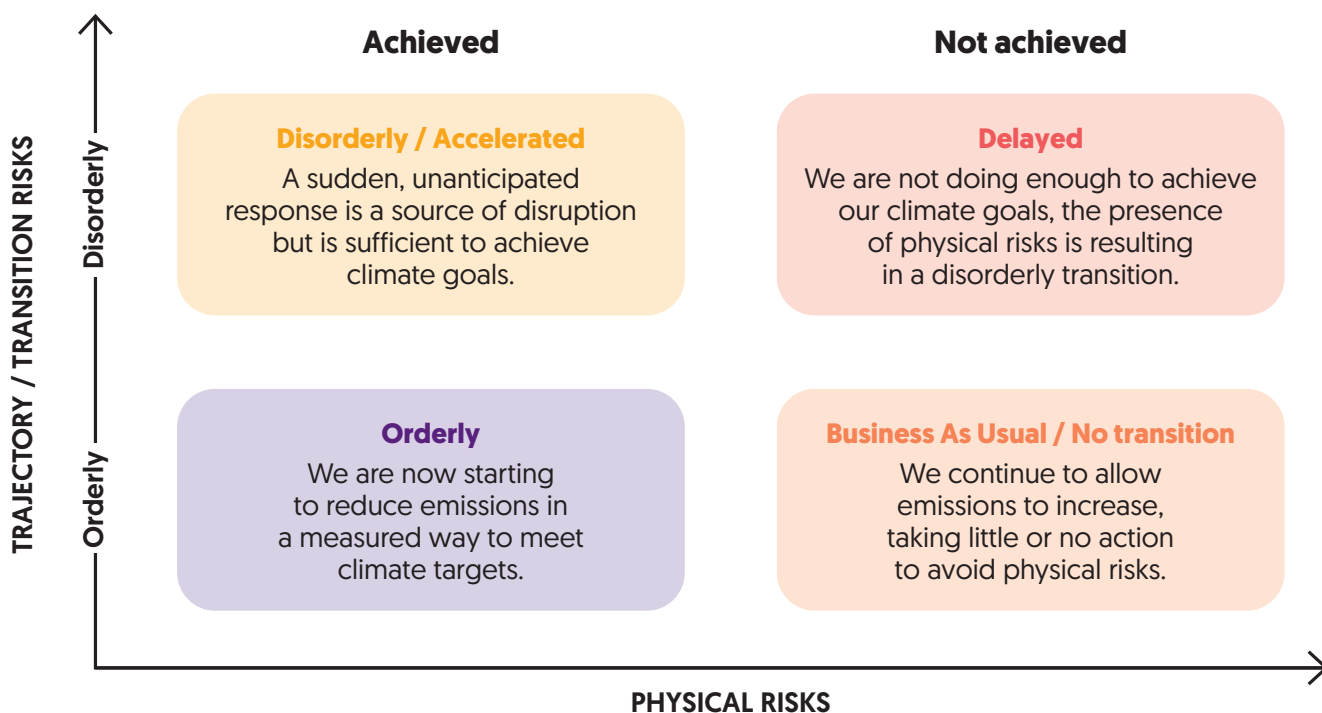 Achieved
Not achieved
TRAJECTORY / TRANSITION RISKS
Disorderly
Disorderly / Accelerated
A sudden, unanticipated
response is a source of disruption
but is sufficient to achieve
climate goals.
Delayed
We are not doing enough to achieve
our climate goals, the presence
of physical risks is resulting
in a disorderly transition.
Orderly
Orderly
We are now starting
to reduce emissions in
a measured way to meet
climate targets.
Business As Usual / No transition
We continue to allow
emissions to increase,
taking little or no action
to avoid physical risks.
PHYSICAL RISKS